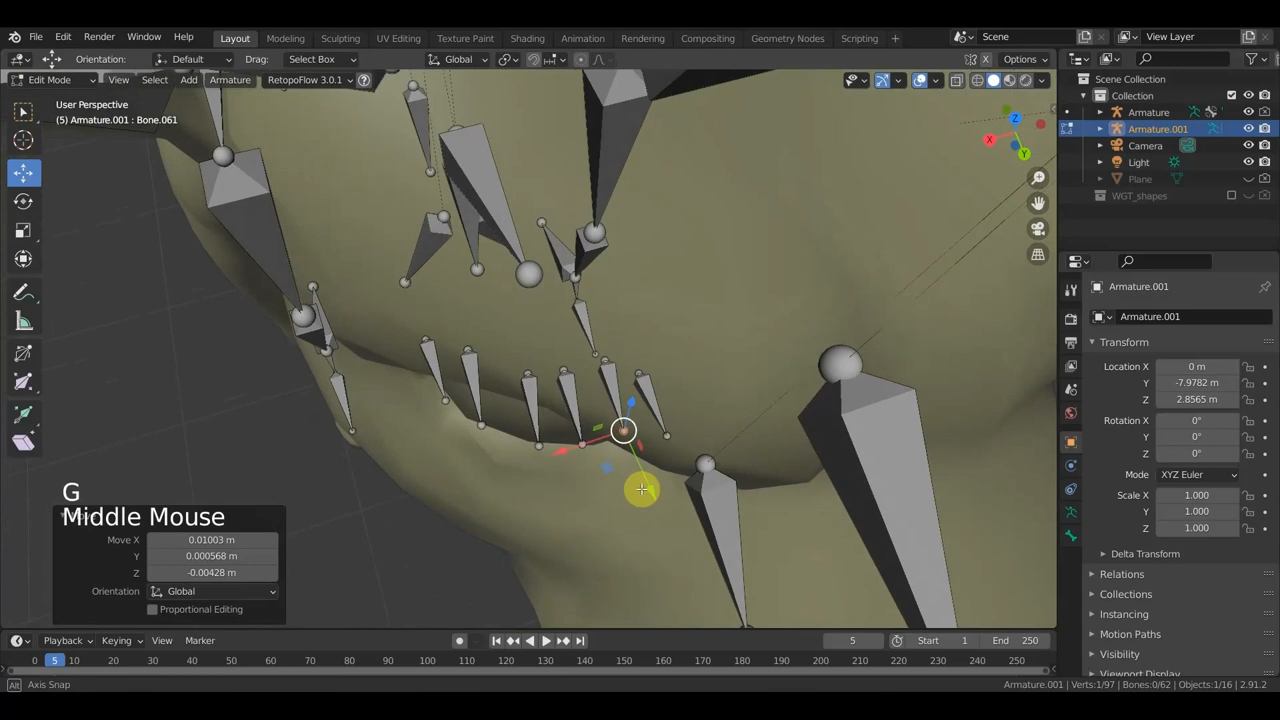 File Edit Render Window Help Layout Modeling Sculpting UV Editing Texture Paint Shading Animation Rendering Compositing Geometry Nodes Scripting + Scene View Layer
Orientation: Default Drag: Select Box Global X Options
Edit Mode View Select Add Armature RetopoFlow 3.0.1
User Perspective
(5) Armature.001 : Bone.061
Scene Collection
Collection
Armature
Armature.001
Camera
Light
Plane
WGT_shapes
Z
X
Y
Armature.001
Armature.001
Transform
Location X 0 m
Y -7.9782 m
Z 2.8565 m
Rotation X 0°
Y 0°
Z 0°
Mode XYZ Euler
Scale X 1.000
Y 1.000
Z 1.000
Delta Transform
Relations
Collections
Instancing
Motion Paths
Visibility
Viewport Display
G
Middle Mouse
Move X 0.01003 m
Y 0.000568 m
Z -0.00428 m
Orientation Global
Proportional Editing
Playback Keying View Marker 5 Start 1 End 250
0 5 10 20 30 40 50 60 70 80 90 100 110 120 130 140 150 160 170 180 190 200 210 220 230 240 250
Alt Axis Snap Armature.001 | Verts:1/97 | Bones:0/62 | Objects:1/16 | 2.91.2